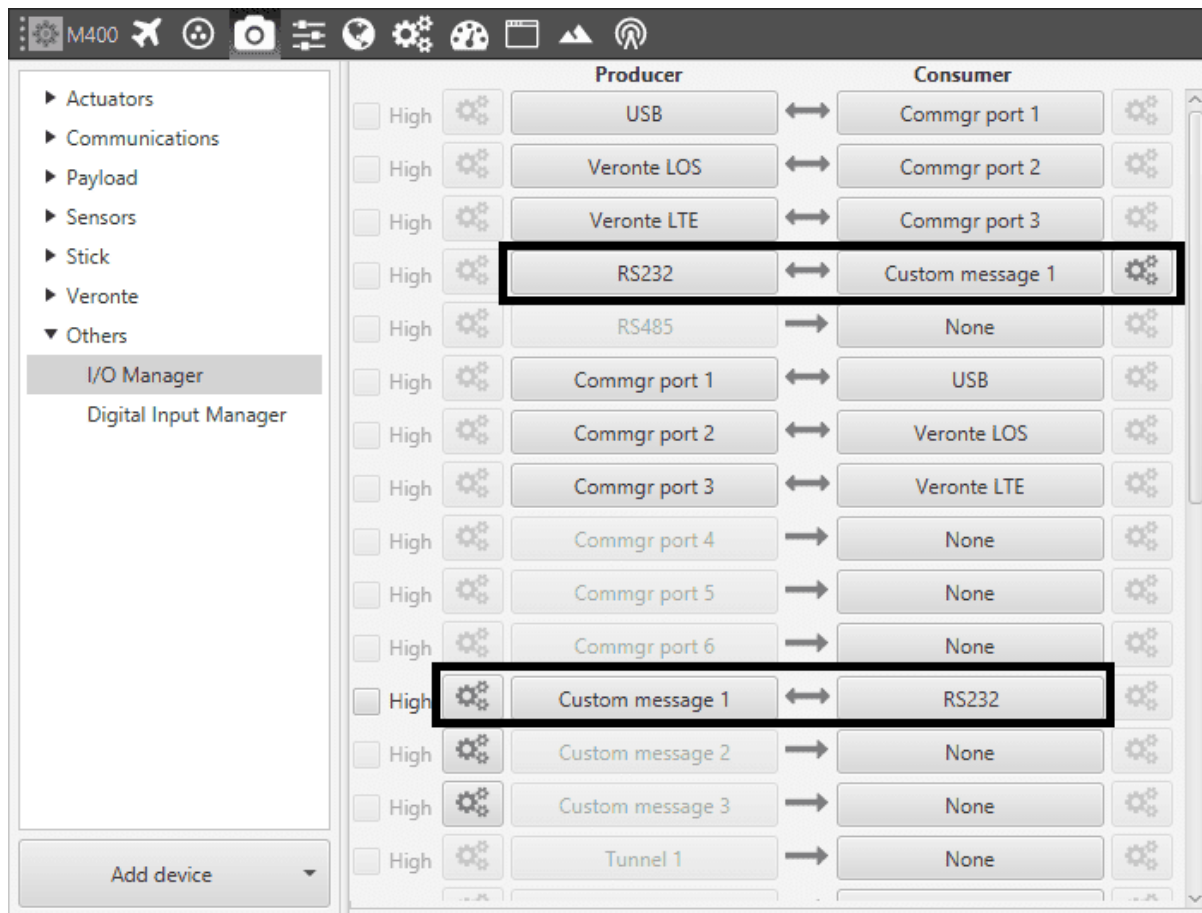 M400
Actuators
Communications
Payload
Sensors
Stick
Veronte
Others
I/O Manager
Digital Input Manager
Add device
Producer Consumer
High USB Commgr port 1
High Veronte LOS Commgr port 2
High Veronte LTE Commgr port 3
High RS232 Custom message 1
High RS485 None
High Commgr port 1 USB
High Commgr port 2 Veronte LOS
High Commgr port 3 Veronte LTE
High Commgr port 4 None
High Commgr port 5 None
High Commgr port 6 None
High Custom message 1 RS232
High Custom message 2 None
High Custom message 3 None
High Tunnel 1 None